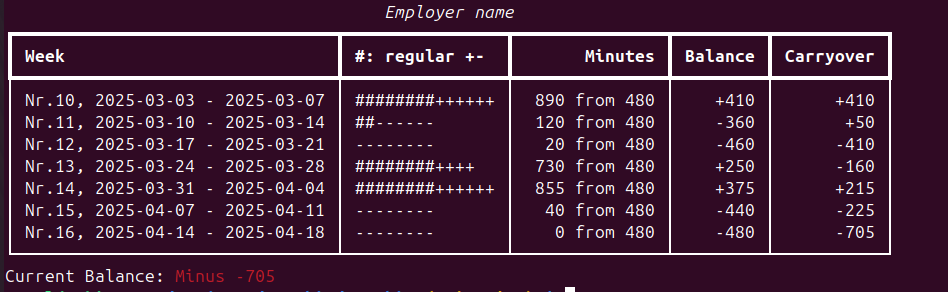 Employer name
Week #: regular +- Minutes Balance Carryover
Nr.10, 2025-03-03 - 2025-03-07 ########++++++ 890 from 480 +410 +410
Nr.11, 2025-03-10 - 2025-03-14 ##------ 120 from 480 -360 +50
Nr.12, 2025-03-17 - 2025-03-21 -------- 20 from 480 -460 -410
Nr.13, 2025-03-24 - 2025-03-28 ########++++ 730 from 480 +250 -160
Nr.14, 2025-03-31 - 2025-04-04 ########++++++ 855 from 480 +375 +215
Nr.15, 2025-04-07 - 2025-04-11 -------- 40 from 480 -440 -225
Nr.16, 2025-04-14 - 2025-04-18 -------- 0 from 480 -480 -705
Current Balance: Minus -705